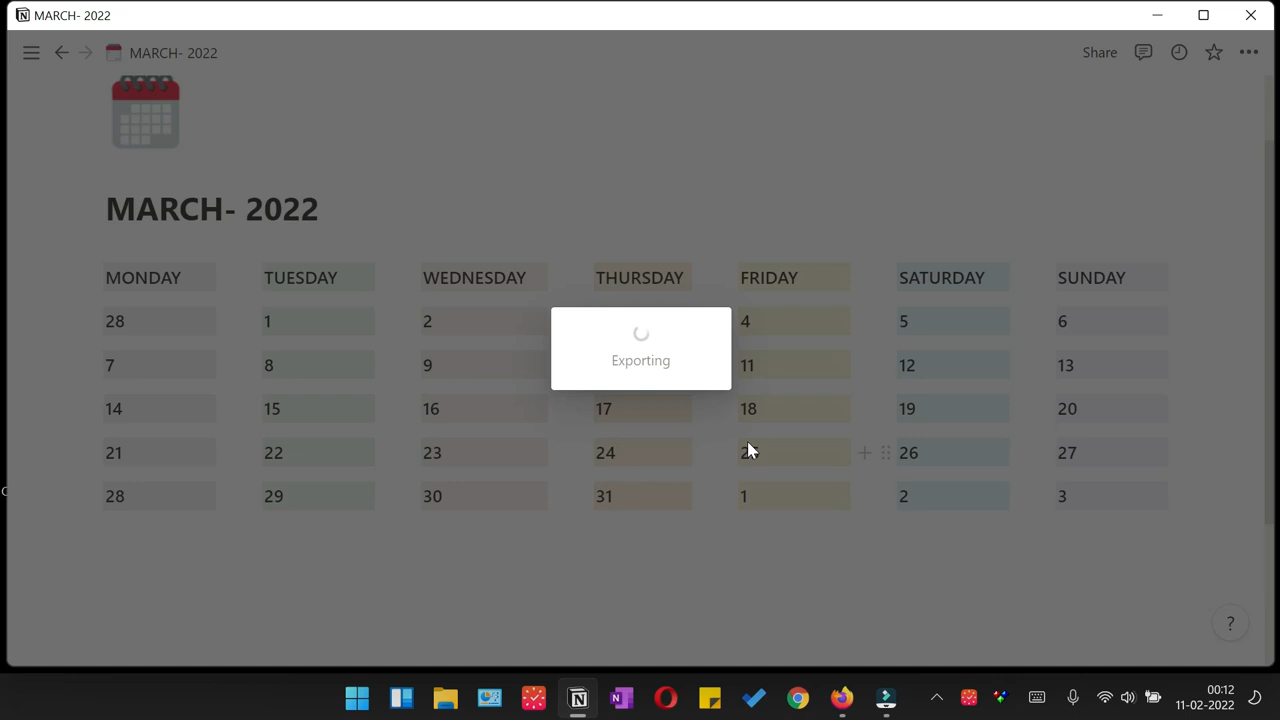 MARCH- 2022
MARCH- 2022
Share
MARCH- 2022
MONDAY TUESDAY WEDNESDAY THURSDAY FRIDAY SATURDAY SUNDAY
28 1 2 4 5 6
7 8 9 11 12 13
14 15 16 17 18 19 20
21 22 23 24 26 27
28 29 30 31 1 2 3
Exporting
?
00:12
11-02-2022